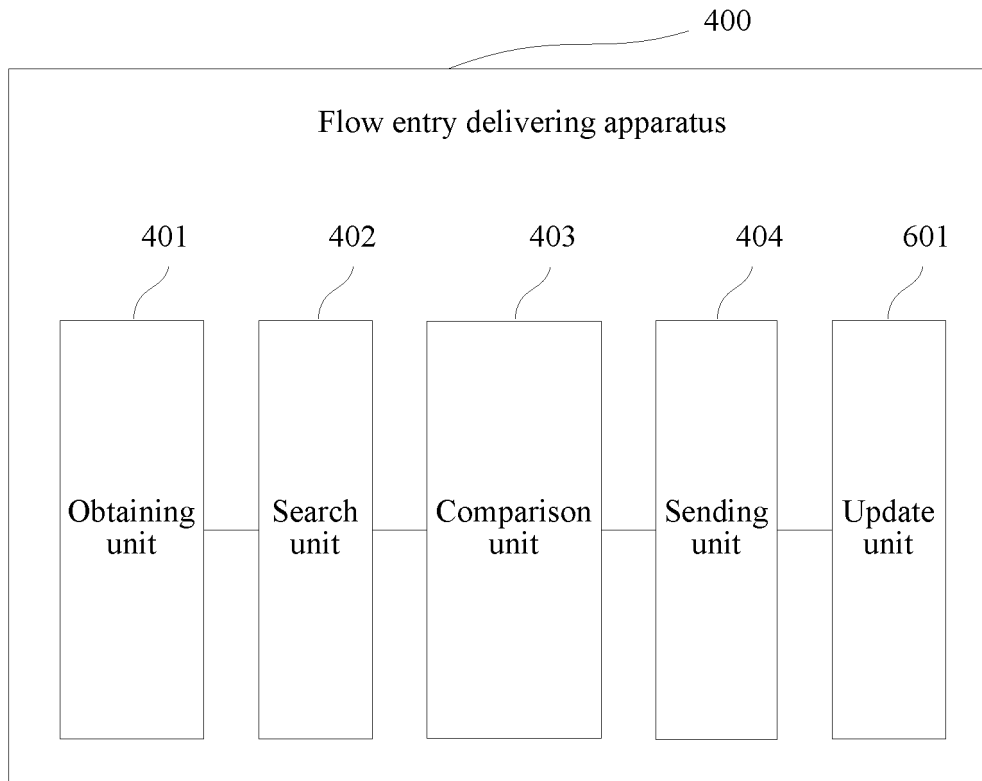 400
Flow entry delivering apparatus
401
402
403
404
601
Obtaining
unit
Search
unit
Comparison
unit
Sending
unit
Update
unit